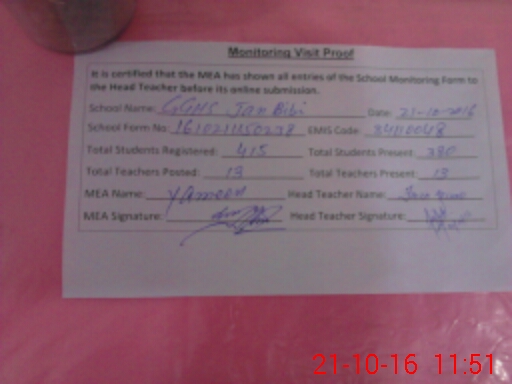 Monitoring Visit Proof
It is certified that the MEA has shown all entries of the School Monitoring Form to
the Head Teacher before its online submission.
School Name: GGHS Jan Bibi Date: 21-10-2016
School Form No: EMIS Code:
Total Students Registered: 415 Total Students Present: 380
Total Teachers Posted: 13 Total Teachers Present: 13
MEA Name: Head Teacher Name:
MEA Signature: Head Teacher Signature:
21-10-16 11:51